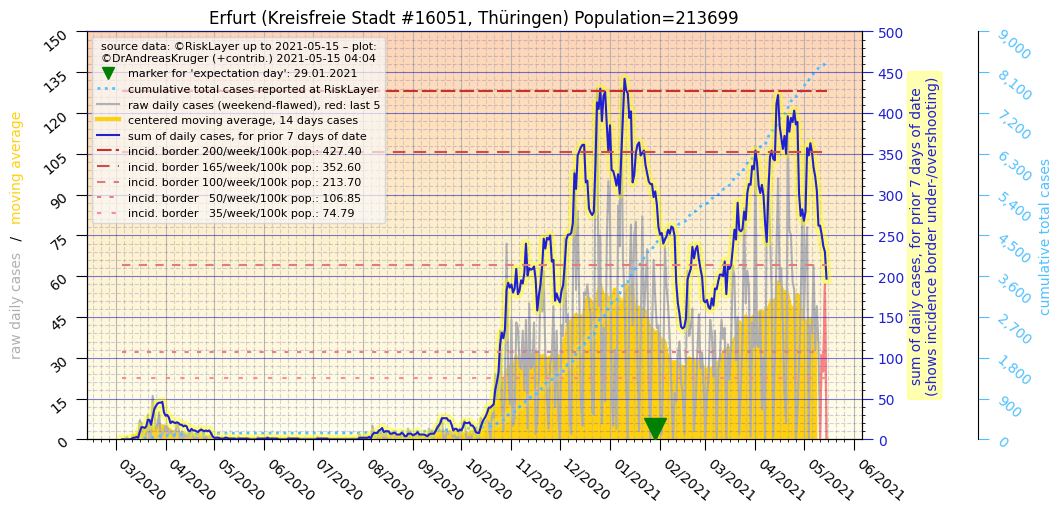 Erfurt (Kreisfreie Stadt #16051, Thüringen) Population=213699
source data: ©RiskLayer up to 2021-05-15 – plot:
©DrAndreasKruger (+contrib.) 2021-05-15 04:04
marker for 'expectation day': 29.01.2021
cumulative total cases reported at RiskLayer
raw daily cases (weekend-flawed), red: last 5
centered moving average, 14 days cases
sum of daily cases, for prior 7 days of date
incid. border 200/week/100k pop.: 427.40
incid. border 165/week/100k pop.: 352.60
incid. border 100/week/100k pop.: 213.70
incid. border   50/week/100k pop.: 106.85
incid. border   35/week/100k pop.: 74.79
raw daily cases  /  moving average
150
135
120
105
90
75
60
45
30
15
0
03/2020
04/2020
05/2020
06/2020
07/2020
08/2020
09/2020
10/2020
11/2020
12/2020
01/2021
02/2021
03/2021
04/2021
05/2021
06/2021
500
450
400
350
300
250
200
150
100
50
0
sum of daily cases, for prior 7 days of date
(shows incidence border under-/overshooting)
9,000
8,100
7,200
6,300
5,400
4,500
3,600
2,700
1,800
900
0
cumulative total cases